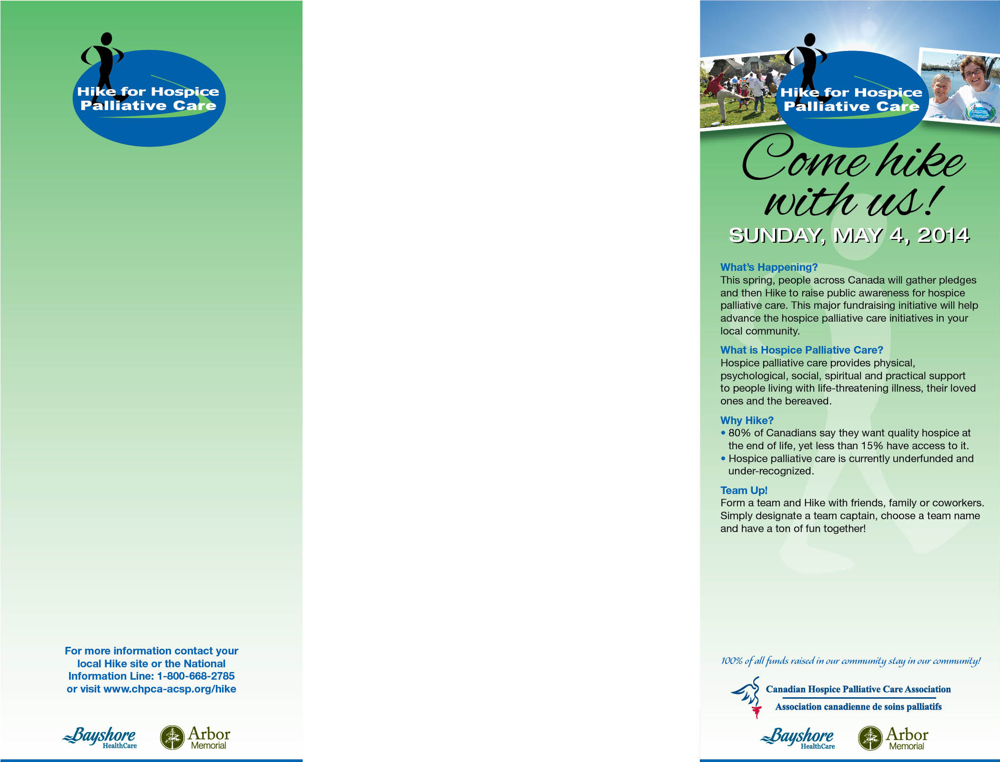 Hike for Hospice
Palliative Care
For more information contact your
local Hike site or the National
Information Line: 1-800-668-2785
or visit www.chpca-acsp.org/hike
Bayshore
HealthCare
Arbor
Memorial
Hike for Hospice
Palliative Care
Come hike
with us!
SUNDAY, MAY 4, 2014
What's Happening?
This spring, people across Canada will gather pledges
and then Hike to raise public awareness for hospice
palliative care. This major fundraising initiative will help
advance the hospice palliative care initiatives in your
local community.
What is Hospice Palliative Care?
Hospice palliative care provides physical,
psychological, social, spiritual and practical support
to people living with life-threatening illness, their loved
ones and the bereaved.
Why Hike?
• 80% of Canadians say they want quality hospice at
the end of life, yet less than 15% have access to it.
• Hospice palliative care is currently underfunded and
under-recognized.
Team Up!
Form a team and Hike with friends, family or coworkers.
Simply designate a team captain, choose a team name
and have a ton of fun together!
100% of all funds raised in our community stay in our community!
Canadian Hospice Palliative Care Association
Association canadienne de soins palliatifs
Bayshore
HealthCare
Arbor
Memorial